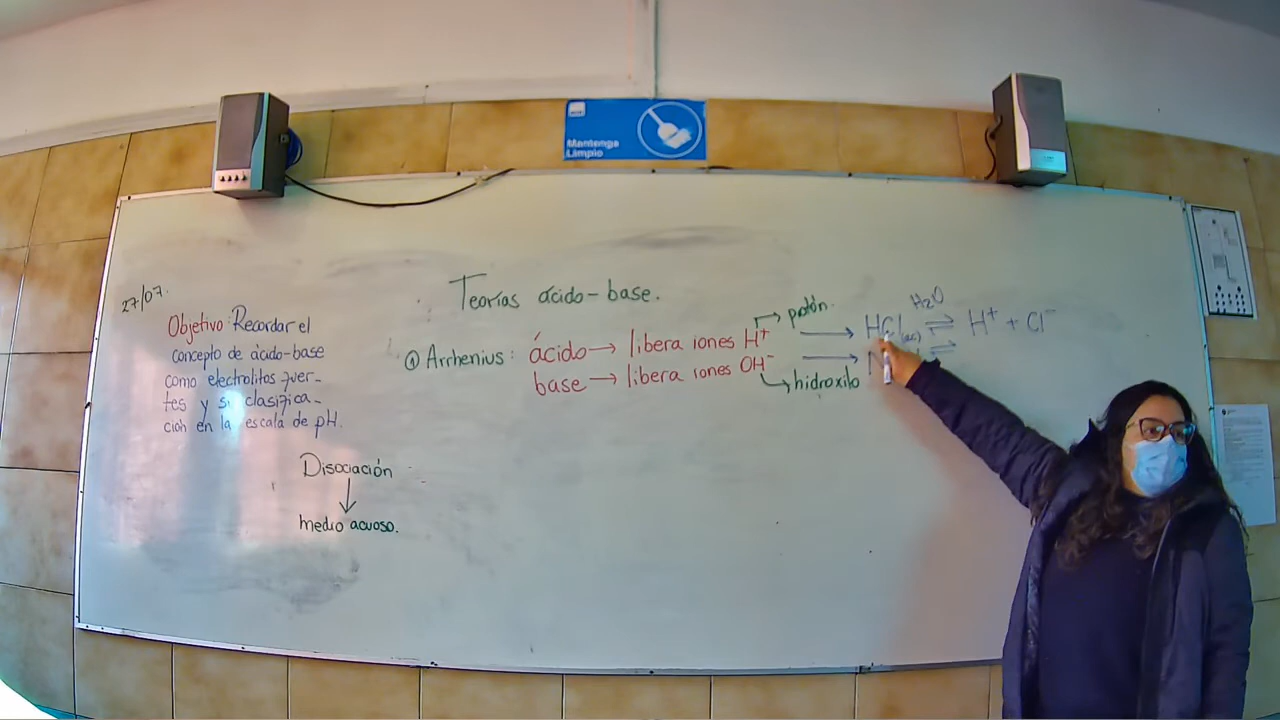 Mantenga
Limpio
27/07.
Teorías ácido-base.
Objetivo: Recordar el
concepto de ácido-base
como electrolitos fuer-
tes y su clasifica-
ción en la escala de pH.
Disociación
↓
medio acuoso.
① Arrhenius: ácido → libera iones H⁺
base → libera iones OH⁻
protón.
hidroxilo
H₂O
→ HCl(ac) ⇌ H⁺ + Cl⁻
→ N ⇌